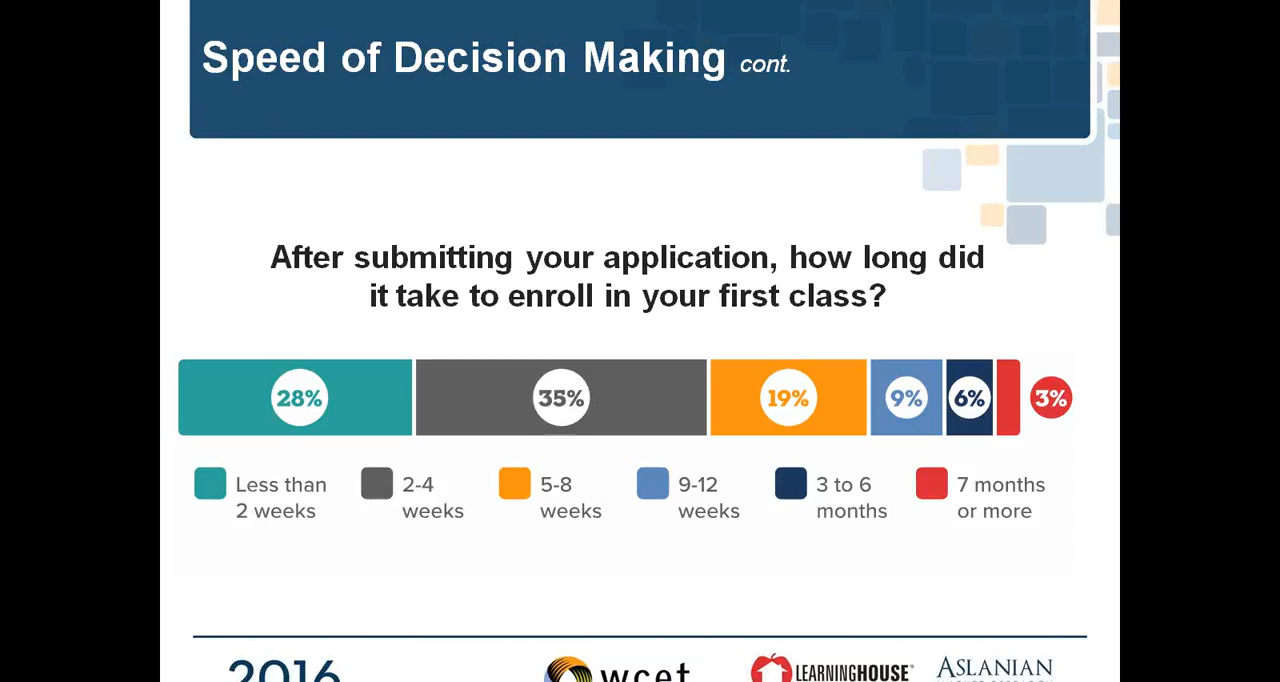 Speed of Decision Making cont.
After submitting your application, how long did
it take to enroll in your first class?
28% 35% 19% 9% 6% 3%
Less than 2-4 5-8 9-12 3 to 6 7 months
2 weeks weeks weeks weeks months or more
2016 wcet LEARNINGHOUSE® ASLANIAN